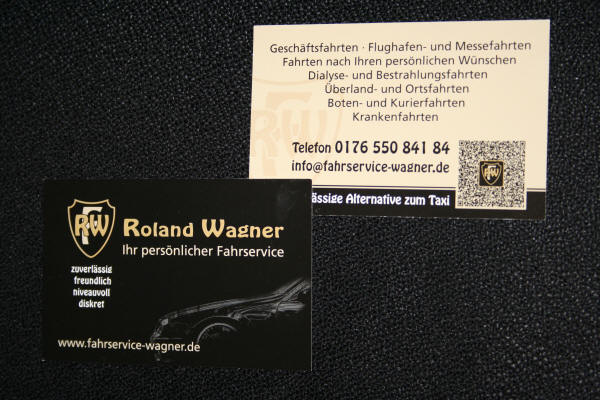 Geschäftsfahrten · Flughafen- und Messefahrten
Fahrten nach Ihren persönlichen Wünschen
Dialyse- und Bestrahlungsfahrten
Überland- und Ortsfahrten
Boten- und Kurierfahrten
Krankenfahrten
Telefon 0176 550 841 84
info@fahrservice-wagner.de
Alternative zum Taxi
RFW
Roland Wagner
Ihr persönlicher Fahrservice
zuverlässig
freundlich
niveauvoll
diskret
www.fahrservice-wagner.de